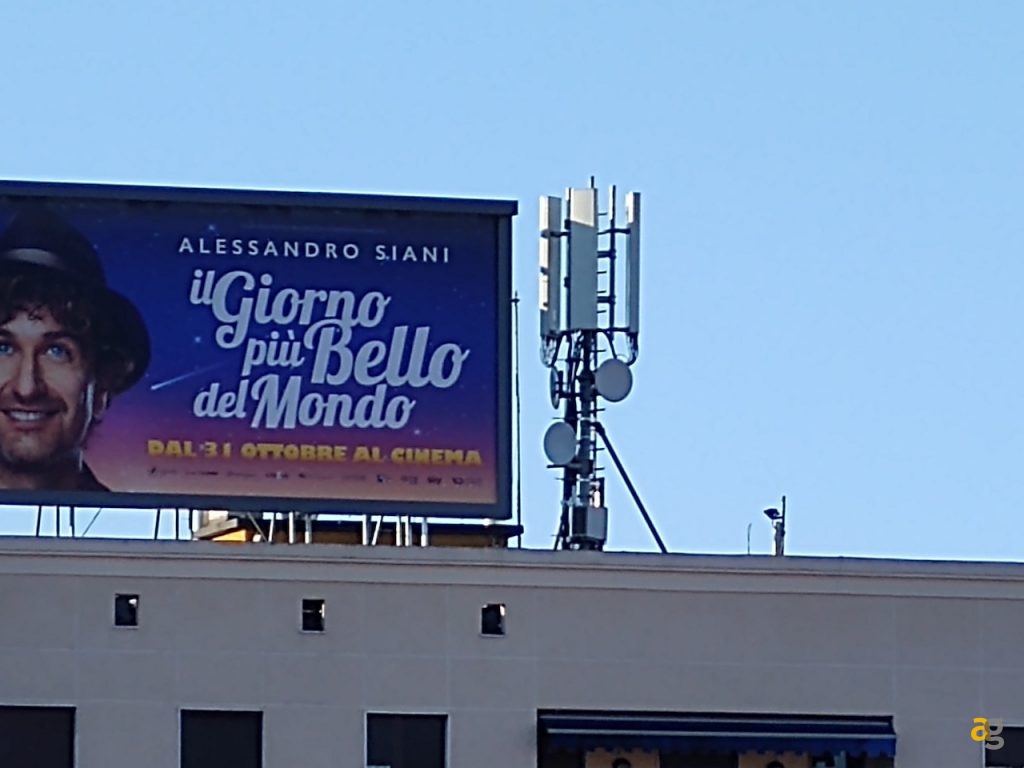 ALESSANDRO SIANI
il Giorno
più Bello
del Mondo
DAL 31 OTTOBRE AL CINEMA
ag